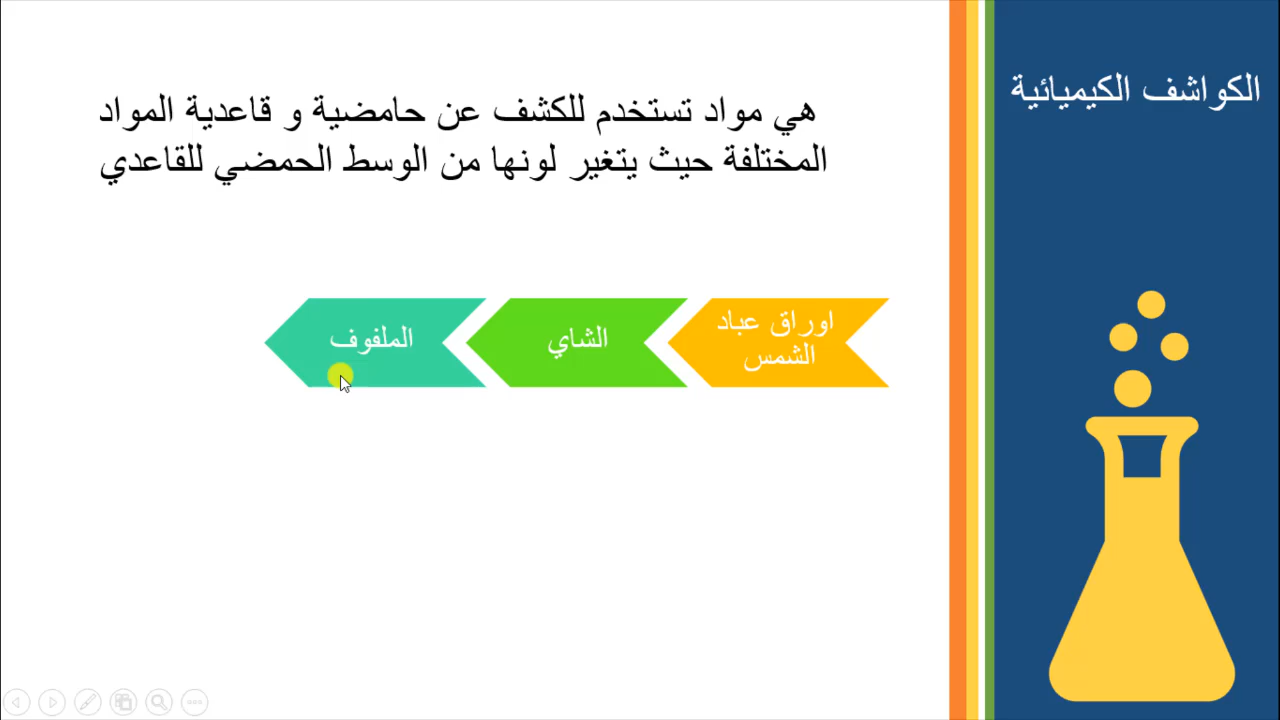 الكواشف الكيميائية
هي مواد تستخدم للكشف عن حامضية و قاعدية المواد
المختلفة حيث يتغير لونها من الوسط الحمضي للقاعدي
اوراق عباد
الشمس
الشاي
الملفوف